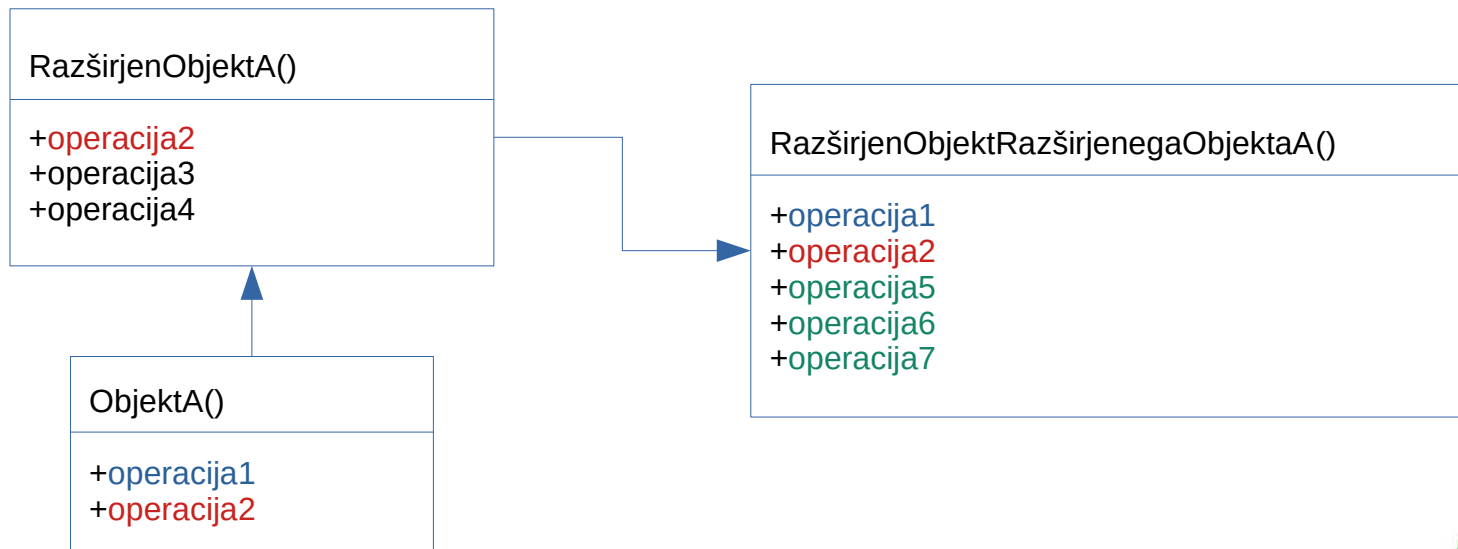 RazširjenObjektA()
+operacija2
+operacija3
+operacija4
RazširjenObjektRazširjenegaObjektaA()
+operacija1
+operacija2
+operacija5
+operacija6
+operacija7
ObjektA()
+operacija1
+operacija2